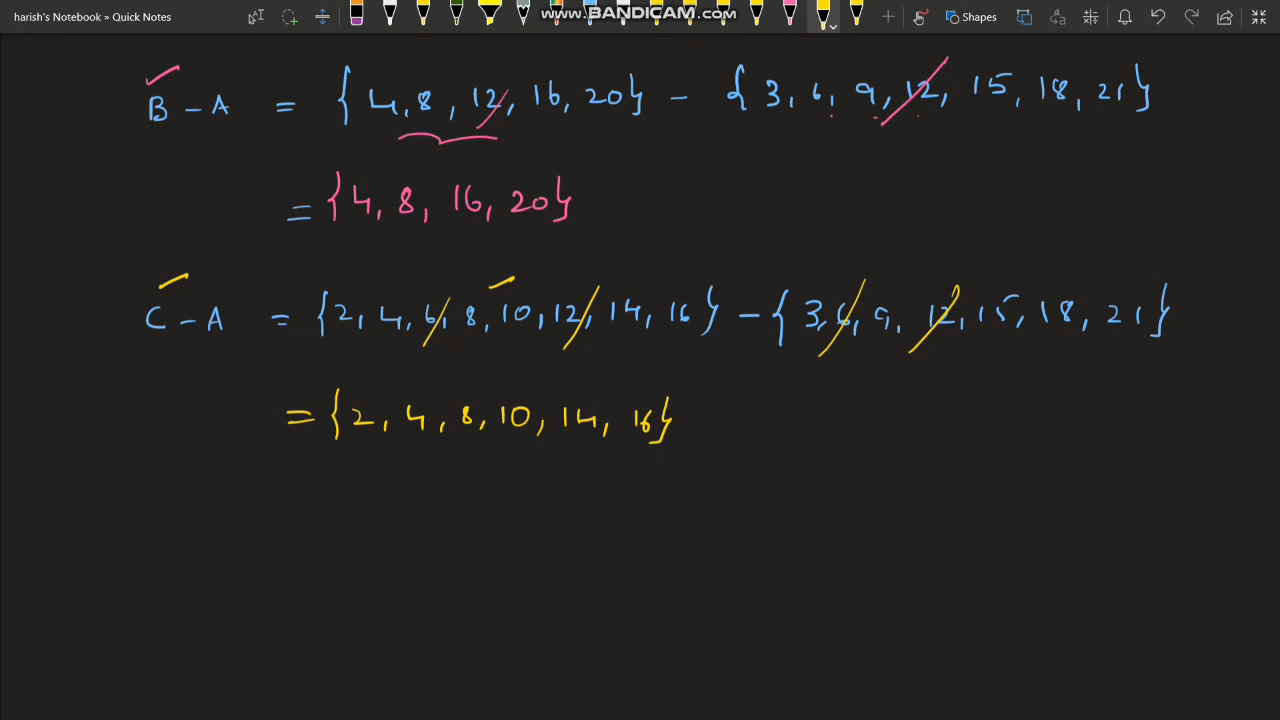 harish's Notebook » Quick Notes
www.BANDICAM.com
Shapes
B - A = {4, 8, 12, 16, 20} - {3, 6, 9, 12, 15, 18, 21}
= {4, 8, 16, 20}
C - A = {2, 4, 6, 8, 10, 12, 14, 16} - {3, 6, 9, 12, 15, 18, 21}
= {2, 4, 8, 10, 14, 16}